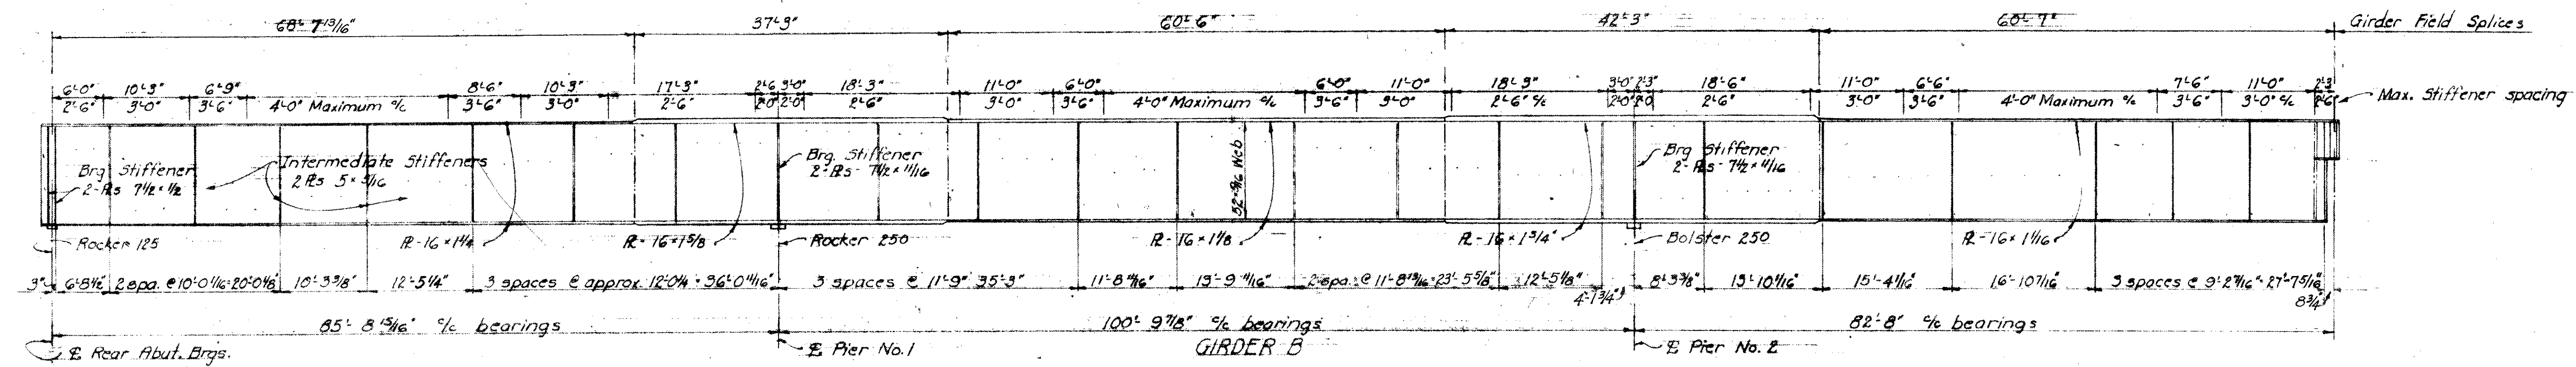 68'-7 13/16" 37'-3" 60'-6" 42'-3" 60'-7" Girder Field Splices
6'-0" 10'-3" 6'-9" 8'-6" 10'-3" 17'-3" 2'-6 3'-0" 18'-3" 11'-0" 6'-0" 6'-0" 11'-0" 18'-9" 3'-0" 2'-3" 18'-6" 11'-0" 6'-6" 7'-6" 11'-0" 2'-3
2'-6" 3'-0" 3'-6" 4'-0" Maximum c/c 3'-6" 3'-0" 2'-6" 2'-0" 2'-0" 2'-6" 3'-0" 3'-6" 4'-0" Maximum c/c 3'-6" 3'-0" 2'-6" c/c 2'-0" 2'-0 2'-6" 3'-0" 3'-6" 4'-0" Maximum c/c 3'-6" 3'-0" c/c 2'-6" Max. Stiffener spacing
Brg. Stiffener
2-Pls 7 1/2 × 1/2
Intermediate Stiffeners
2 Pls 5 × 5/16
Brg. Stiffener
2-Pls- 7 1/2 × 11/16
52 × 9/16 Web
Brg. Stiffener
2-Pls- 7 1/2 × 11/16
Rocker 125 PL-16×1 1/4 PL-16×1 5/8 Rocker 250 PL-16×1 1/8 PL-16×1 3/4" Bolster 250 PL-16×1 1/16
3" 6'-8 1/2" 2 spa. @ 10'-0 1/16=20'-0 1/8 10'-3 3/8" 12'-5 1/4" 3 spaces @ approx. 12'-0 1/4 = 36'-0 11/16" 3 spaces @ 11'-9" 35'-3" 11'-8 11/16" 13'-9 11/16" 2 spa. @ 11'-8 13/16=23'-5 5/8" 12'-5 1/8" 4'-1 3/4" 8'-3 3/8" 13'-10 1/16" 15'-4 1/16" 16'-10 7/16" 3 spaces @ 9'-2 7/16"=27'-7 5/16" 8 3/4"
85'-8 15/16" c/c bearings 100'-9 7/8" c/c bearings 82'-8" c/c bearings
℄ Rear Abut. Brgs. ℄ Pier No. 1 GIRDER B ℄ Pier No. 2